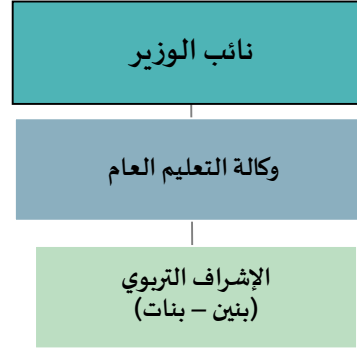 نائب الوزير
وكالة التعليم العام
الإشراف التربوي
(بنين – بنات)